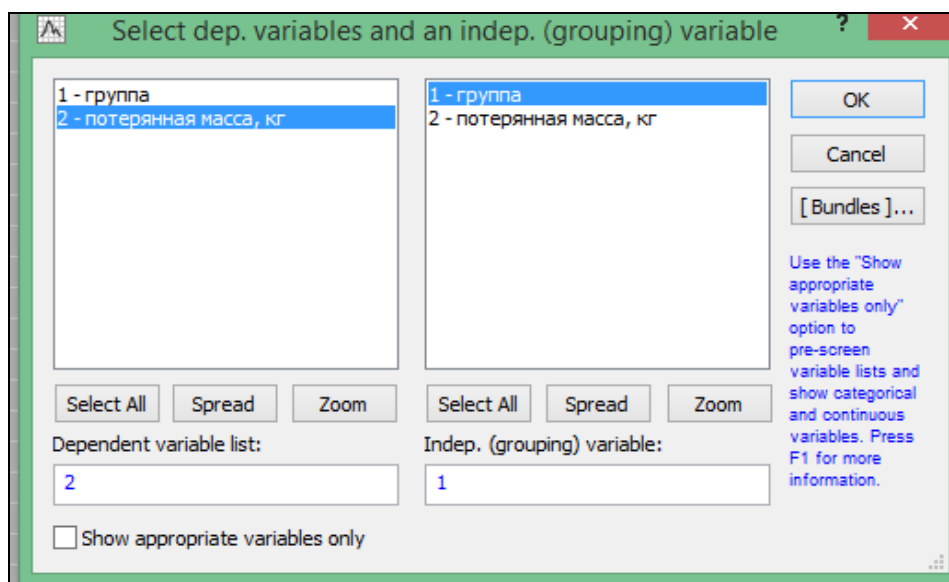 Select dep. variables and an indep. (grouping) variable
?
×
1 - группа
2 - потерянная масса, кг
1 - группа
2 - потерянная масса, кг
OK
Cancel
[ Bundles ]...
Use the "Show
appropriate
variables only"
option to
pre-screen
variable lists and
show categorical
and continuous
variables. Press
F1 for more
information.
Select All
Spread
Zoom
Select All
Spread
Zoom
Dependent variable list:
Indep. (grouping) variable:
2
1
Show appropriate variables only